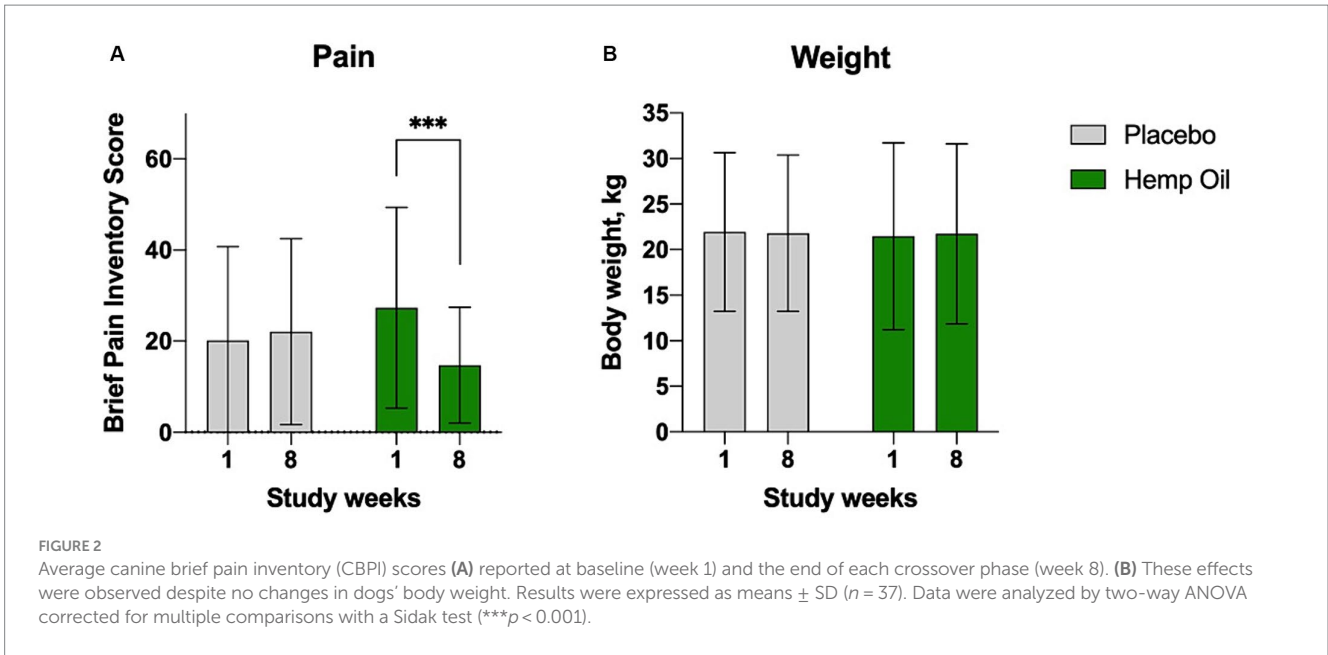 A
Pain
Brief Pain Inventory Score
60
40
20
0
***
1 8 1 8
Study weeks
B
Weight
Body weight, kg
35
30
25
20
15
10
5
0
1 8 1 8
Study weeks
Placebo
Hemp Oil
FIGURE 2
Average canine brief pain inventory (CBPI) scores (A) reported at baseline (week 1) and the end of each crossover phase (week 8). (B) These effects
were observed despite no changes in dogs’ body weight. Results were expressed as means ± SD (n = 37). Data were analyzed by two-way ANOVA
corrected for multiple comparisons with a Sidak test (***p < 0.001).